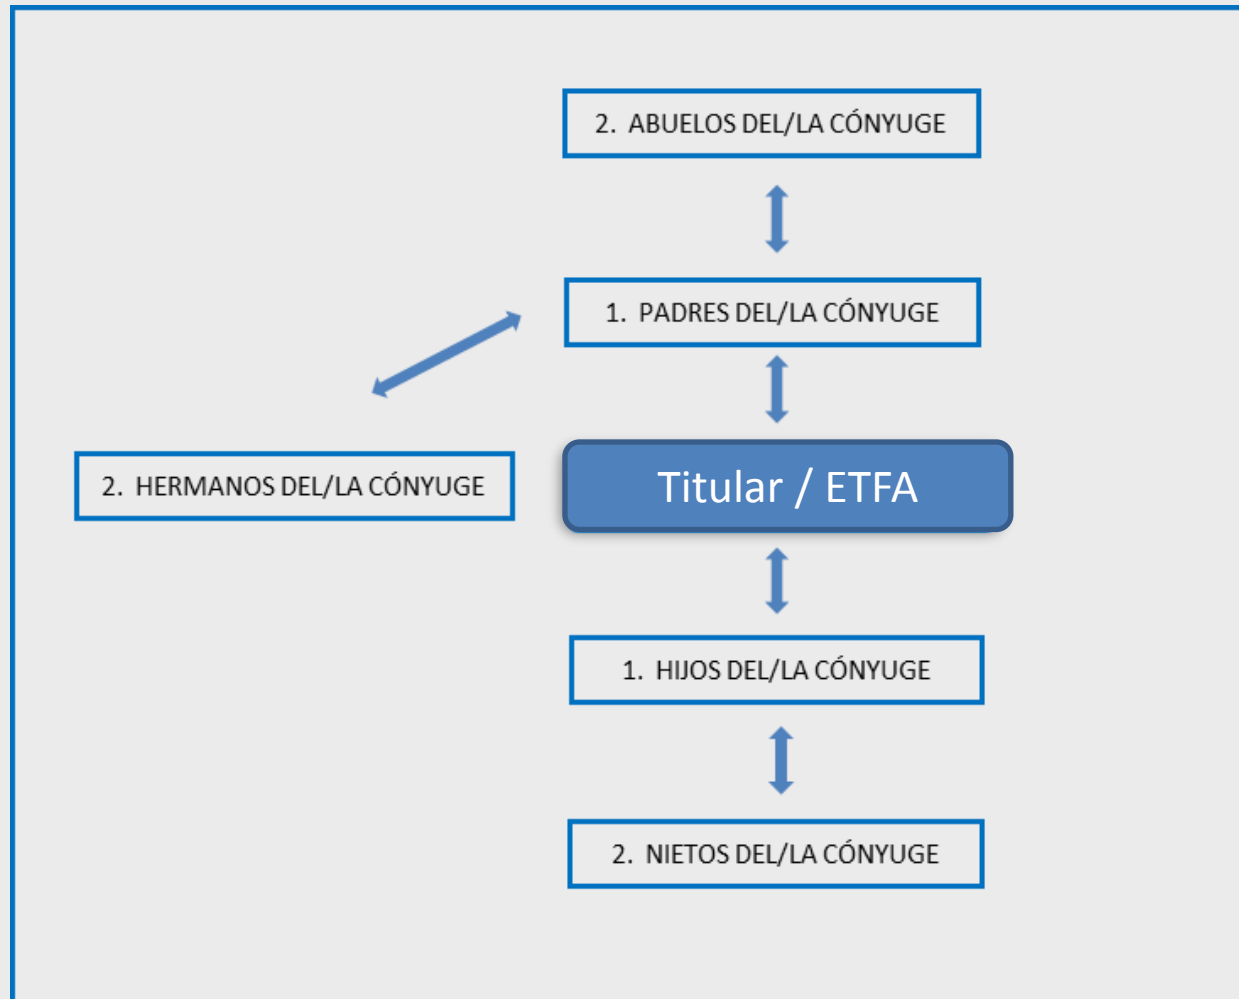 2. ABUELOS DEL/LA CÓNYUGE
1. PADRES DEL/LA CÓNYUGE
2. HERMANOS DEL/LA CÓNYUGE
Titular / ETFA
1. HIJOS DEL/LA CÓNYUGE
2. NIETOS DEL/LA CÓNYUGE